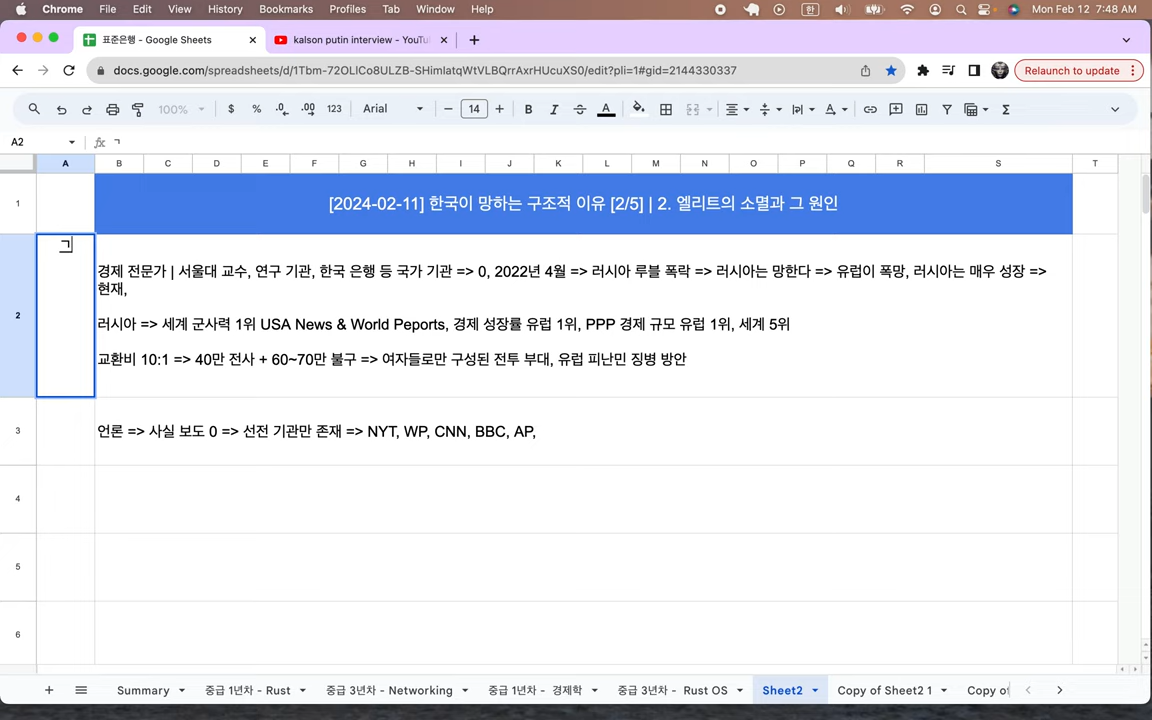 Chrome File Edit View History Bookmarks Profiles Tab Window Help 한 Mon Feb 12 7:48 AM
표준은행 - Google Sheets kalson putin interview - YouTu
docs.google.com/spreadsheets/d/1Tbm-72OLlCo8ULZB-SHimlatqWtVLBQrrAxrHUcuXS0/edit?pli=1#gid=2144330337 Relaunch to update
100% $ % .0 .00 123 Arial 14 B I A
A2 fx ㄱ
A B C D E F G H I J K L M N O P Q R S T
1 [2024-02-11] 한국이 망하는 구조적 이유 [2/5] | 2. 엘리트의 소멸과 그 원인
ㄱ
경제 전문가 | 서울대 교수, 연구 기관, 한국 은행 등 국가 기관 => 0, 2022년 4월 => 러시아 루블 폭락 => 러시아는 망한다 => 유럽이 폭망, 러시아는 매우 성장 =>
현재,
2 러시아 => 세계 군사력 1위 USA News & World Peports, 경제 성장률 유럽 1위, PPP 경제 규모 유럽 1위, 세계 5위
교환비 10:1 => 40만 전사 + 60~70만 불구 => 여자들로만 구성된 전투 부대, 유럽 피난민 징병 방안
3 언론 => 사실 보도 0 => 선전 기관만 존재 => NYT, WP, CNN, BBC, AP,
4
5
6
Summary 중급 1년차 - Rust 중급 3년차 - Networking 중급 1년차 - 경제학 중급 3년차 - Rust OS Sheet2 Copy of Sheet2 1 Copy of